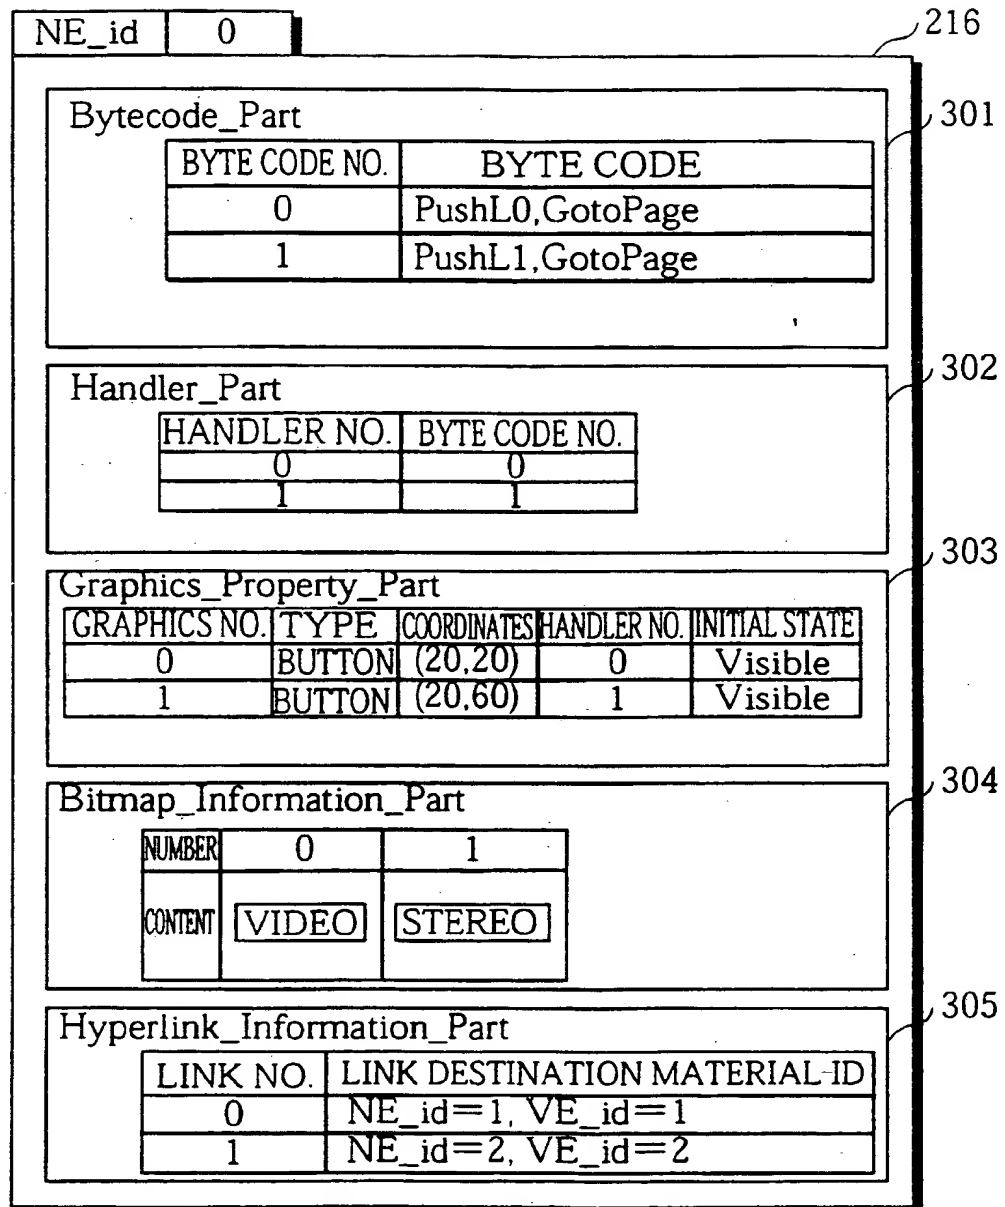 NE_id 0
216
301
Bytecode_Part
BYTE CODE NO. BYTE CODE
0 PushL0,GotoPage
1 PushL1,GotoPage
302
Handler_Part
HANDLER NO. BYTE CODE NO.
0 0
1 1
303
Graphics_Property_Part
GRAPHICS NO. TYPE COORDINATES HANDLER NO. INITIAL STATE
0 BUTTON (20,20) 0 Visible
1 BUTTON (20,60) 1 Visible
304
Bitmap_Information_Part
NUMBER 0 1
CONTENT VIDEO STEREO
305
Hyperlink_Information_Part
LINK NO. LINK DESTINATION MATERIAL-ID
0 NE_id=1, VE_id=1
1 NE_id=2, VE_id=2